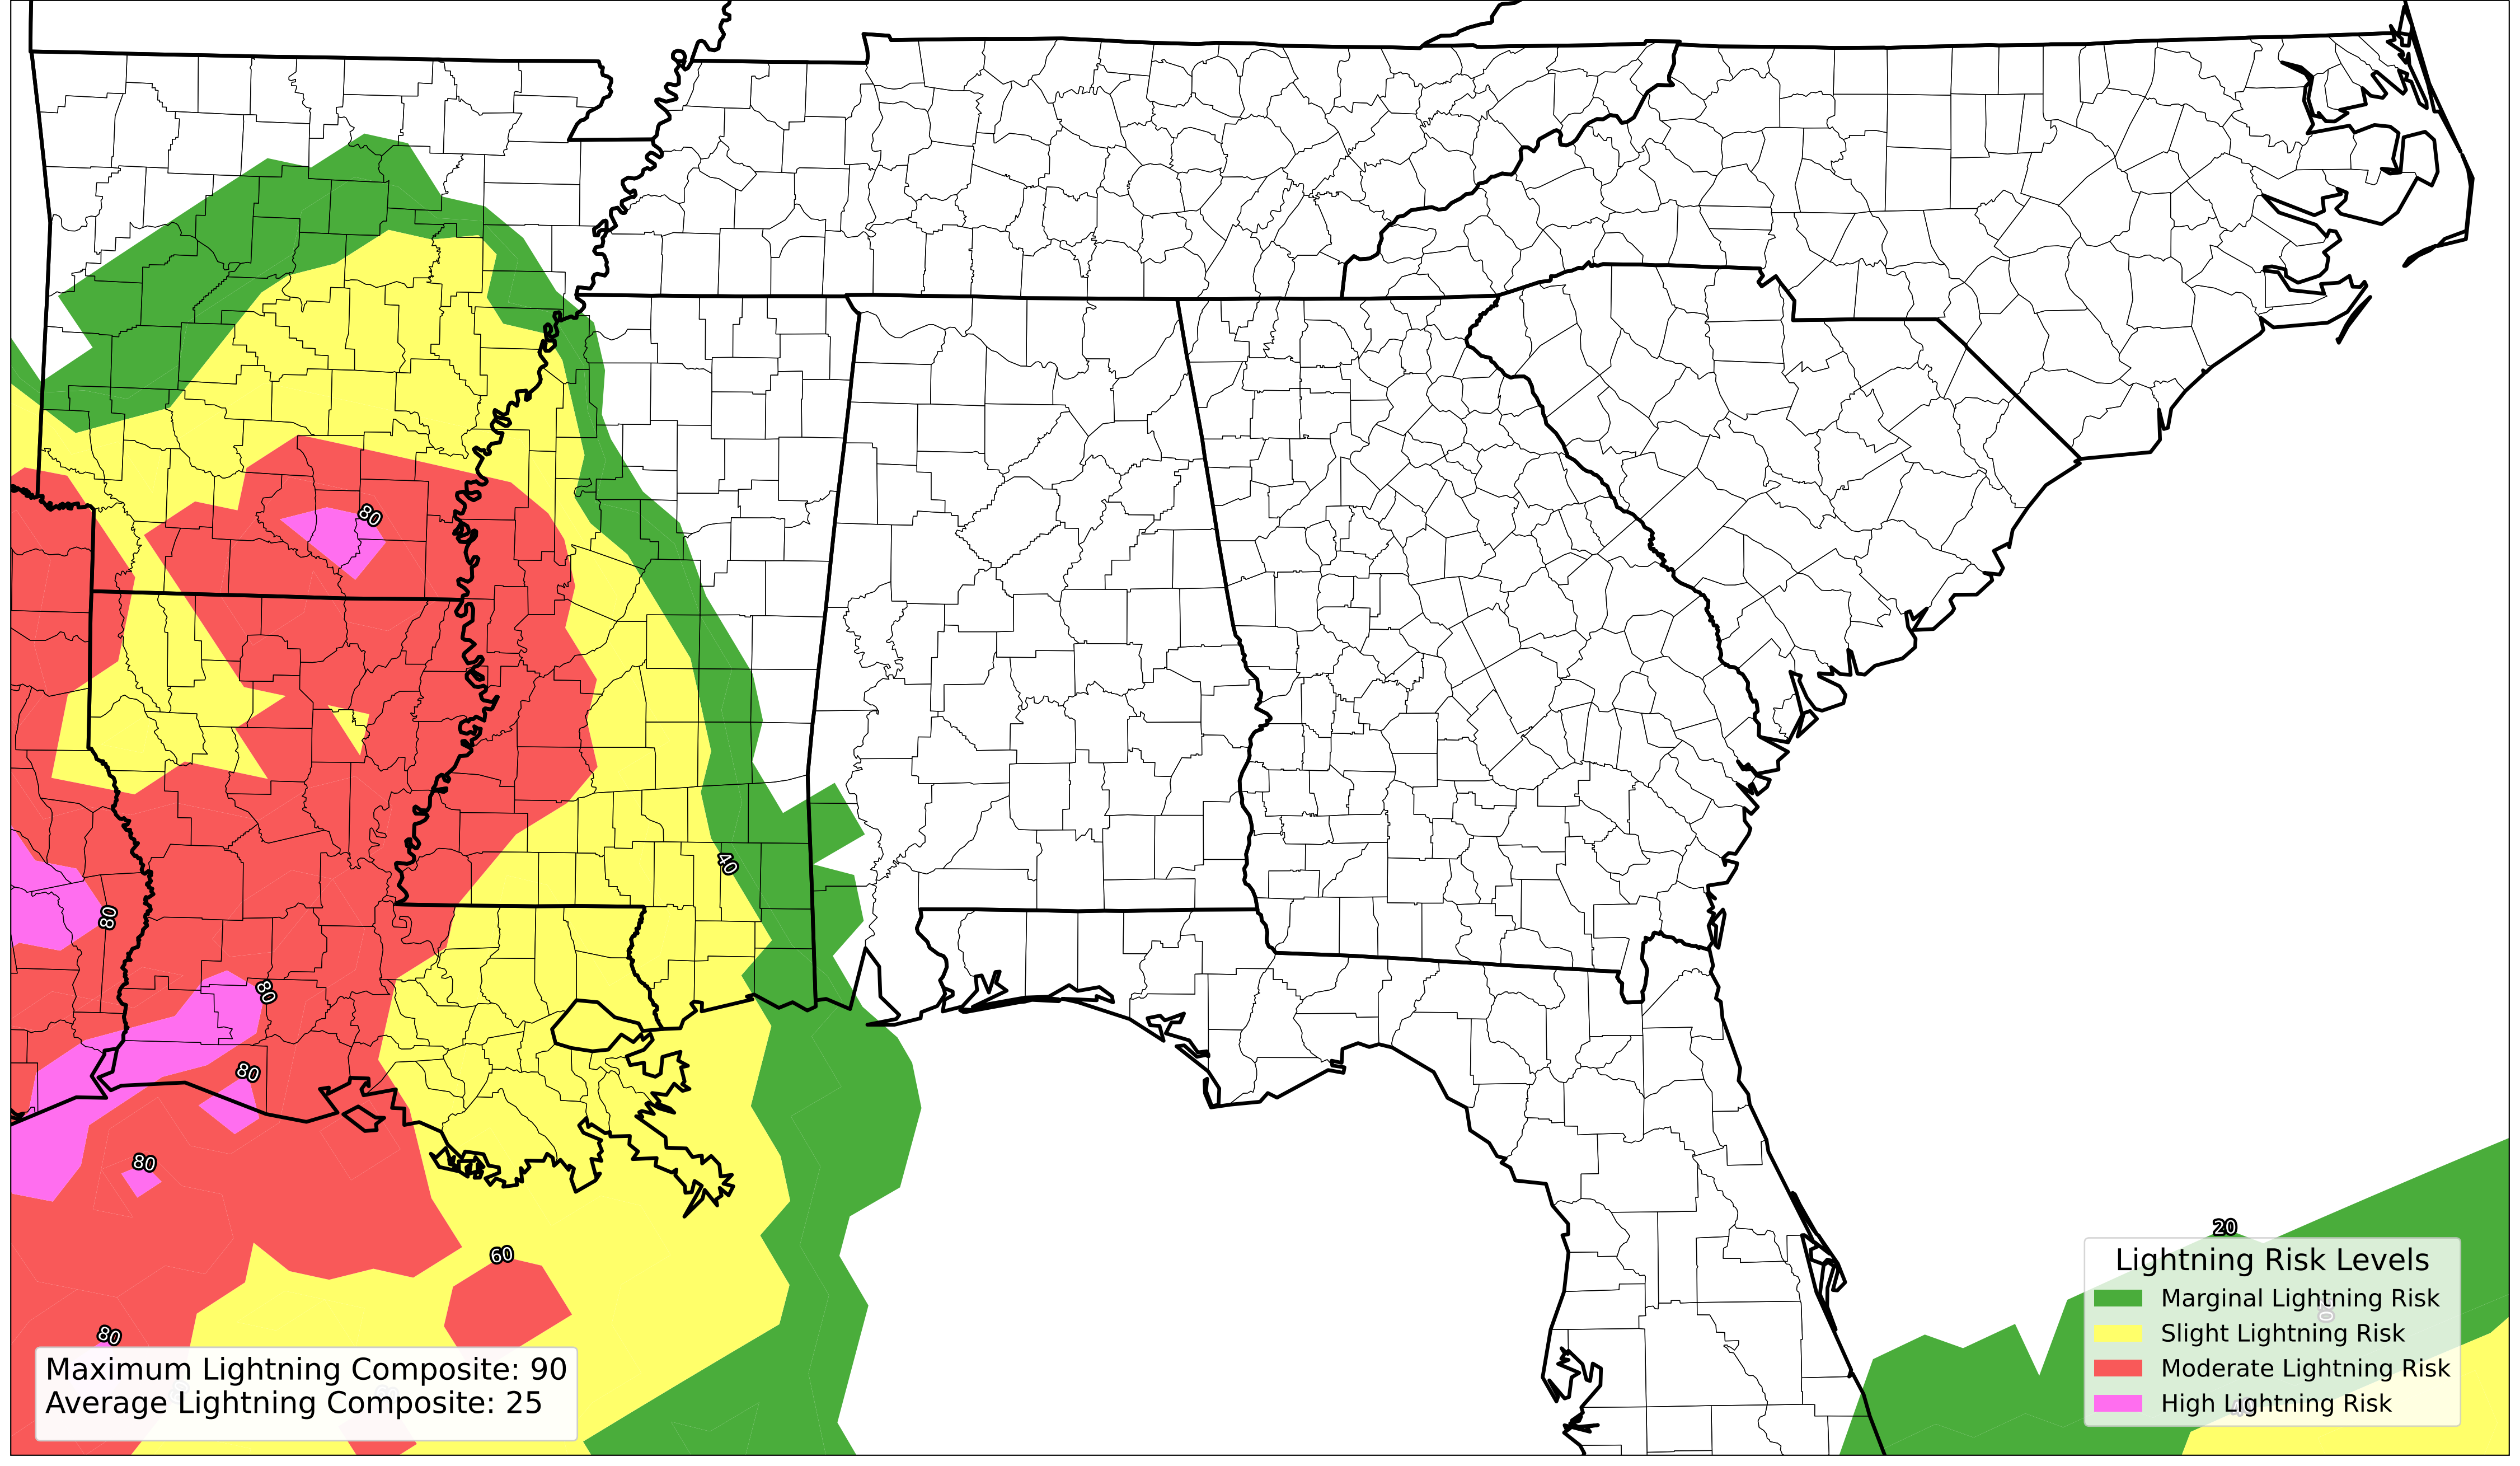 80
40
80
80
80
80
20
60
80
Lightning Risk Levels
Marginal Lightning Risk
Slight Lightning Risk
Moderate Lightning Risk
High Lightning Risk
Maximum Lightning Composite: 90
Average Lightning Composite: 25